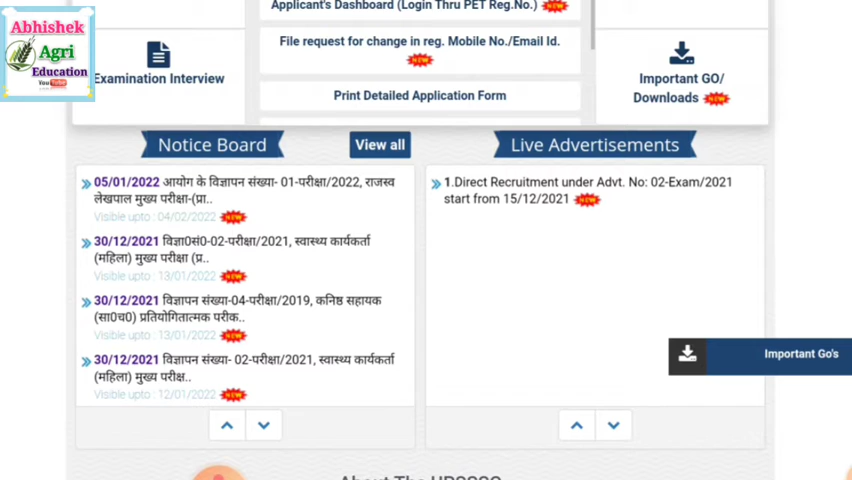 Abhishek
Agri
Education
Applicant's Dashboard (Login Thru PET Reg.No.) NEW
File request for change in reg. Mobile No./Email Id.
NEW
Print Detailed Application Form
Examination Interview
Important GO/
Downloads NEW
Notice Board
View all
05/01/2022 आयोग के विज्ञापन संख्या- 01-परीक्षा/2022, राजस्व
लेखपाल मुख्य परीक्षा-(प्रा..
Visible upto : 04/02/2022 NEW
30/12/2021 विज्ञा0सं0-02-परीक्षा/2021, स्वास्थ्य कार्यकर्ता
(महिला) मुख्य परीक्षा (प्र..
Visible upto : 13/01/2022 NEW
30/12/2021 विज्ञापन संख्या-04-परीक्षा/2019, कनिष्ठ सहायक
(सा0च0) प्रतियोगितात्मक परीक..
Visible upto : 13/01/2022 NEW
30/12/2021 विज्ञापन संख्या- 02-परीक्षा/2021, स्वास्थ्य कार्यकर्ता
(महिला) मुख्य परीक्ष..
Visible upto : 12/01/2022 NEW
Live Advertisements
1.Direct Recruitment under Advt. No: 02-Exam/2021
start from 15/12/2021 NEW
Important Go's
About The UPSSSC